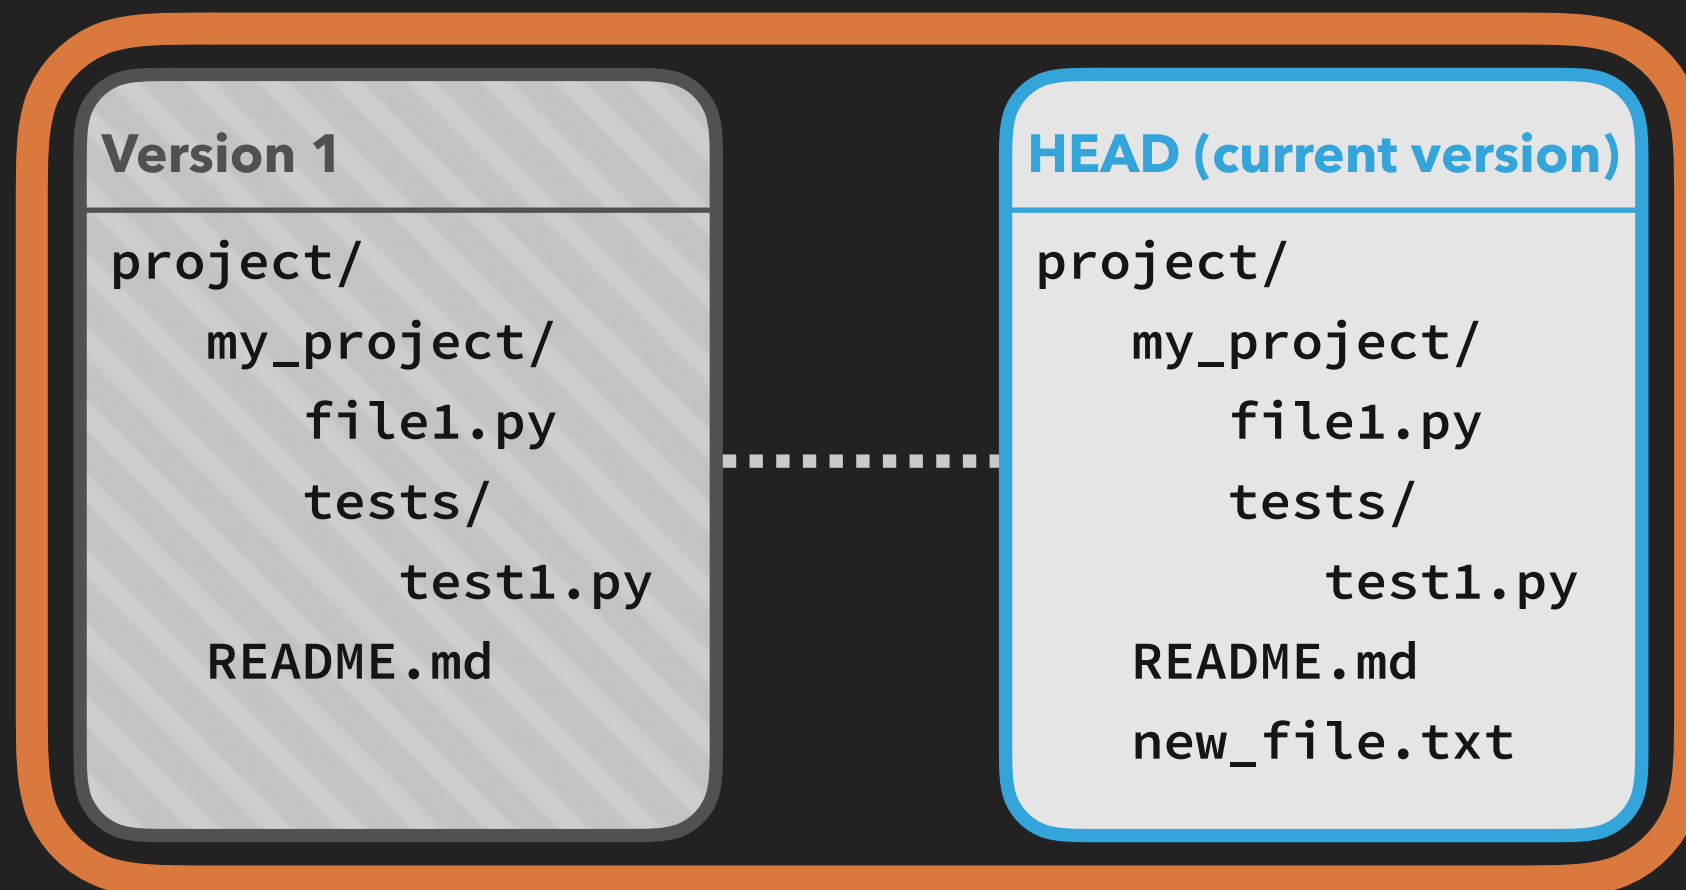 Version 1
project/
my_project/
file1.py
tests/
test1.py
README.md
HEAD (current version)
project/
my_project/
file1.py
tests/
test1.py
README.md
new_file.txt